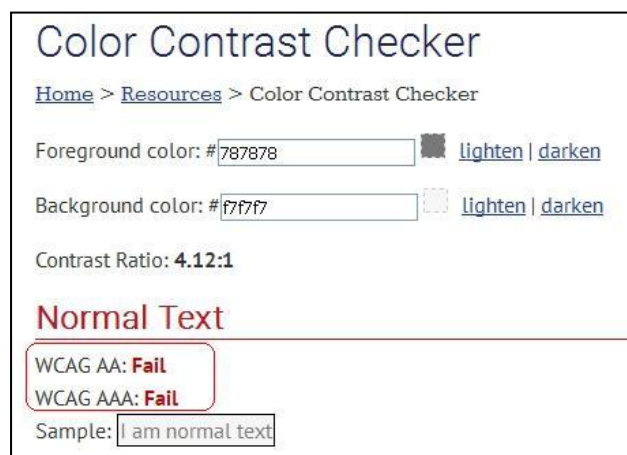 Color Contrast Checker
Home > Resources > Color Contrast Checker
Foreground color: #787878 lighten | darken
Background color: #f7f7f7 lighten | darken
Contrast Ratio: 4.12:1
Normal Text
WCAG AA: Fail
WCAG AAA: Fail
Sample: I am normal text